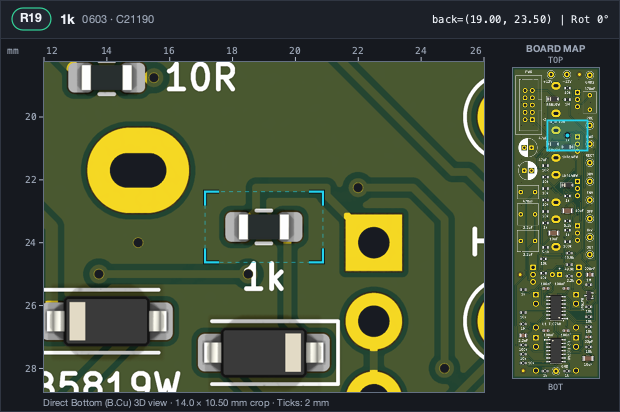 R19 1k 0603 · C21190 back=(19.00, 23.50) | Rot 0°
mm 12 14 16 18 20 22 24 26
BOARD MAP
TOP
10R
20
22
24
1k
26
28
B5819W
BOT
Direct Bottom (B.Cu) 3D view · 14.0 × 10.50 mm crop · Ticks: 2 mm